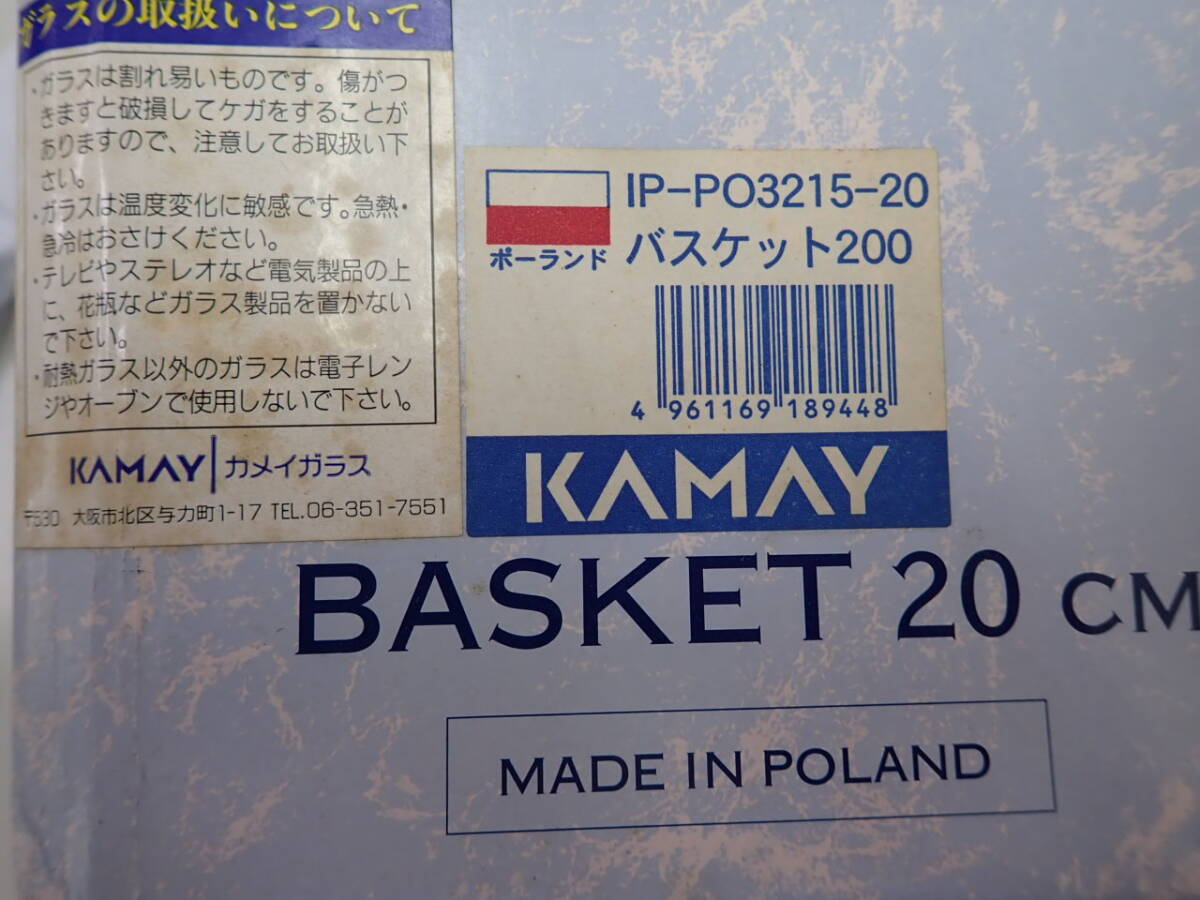 ガラスの取扱いについて
・ガラスは割れ易いものです。傷がつ
きますと破損してケガをすることが
ありますので、注意してお取扱い下
さい。
・ガラスは温度変化に敏感です。急熱・
急冷はおさけください。
・テレビやステレオなど電気製品の上
に、花瓶などガラス製品を置かない
で下さい。
・耐熱ガラス以外のガラスは電子レン
ジやオーブンで使用しないで下さい。
KAMAY カメイガラス
〒530 大阪市北区与力町1-17 TEL.06-351-7551
IP-PO3215-20
ポーランド バスケット200
4 961169 189448
KAMAY
BASKET 20 CM
MADE IN POLAND